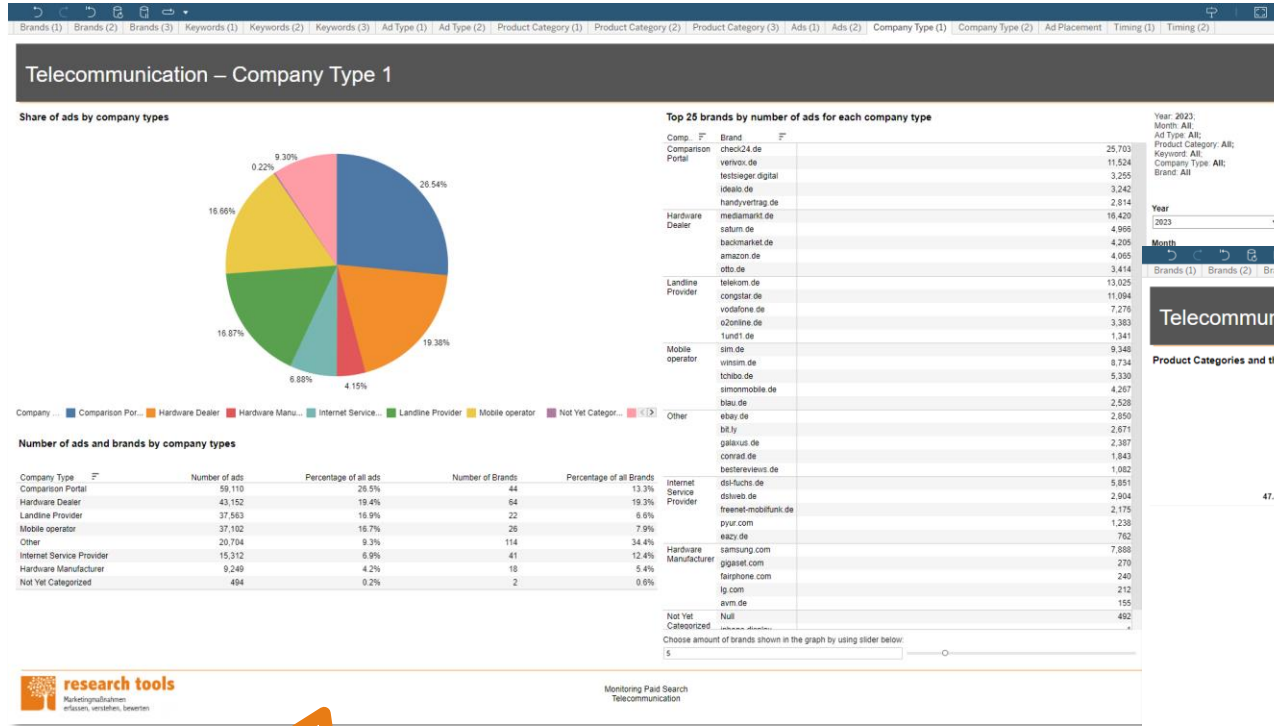 Brands (1) Brands (2) Brands (3) Keywords (1) Keywords (2) Keywords (3) Ad Type (1) Ad Type (2) Product Category (1) Product Category (2) Product Category (3) Ads (1) Ads (2) Company Type (1) Company Type (2) Ad Placement Timing (1) Timing (2)
Telecommunication – Company Type 1
Share of ads by company types
9.30%
0.22%
26.54%
16.66%
16.87%
19.38%
6.88%
4.15%
Company ... Comparison Por... Hardware Dealer Hardware Manu... Internet Service... Landline Provider Mobile operator Not Yet Categor...
Number of ads and brands by company types
Company Type Number of ads Percentage of all ads Number of Brands Percentage of all Brands
Comparison Portal 59,110 26.5% 44 13.3%
Hardware Dealer 43,152 19.4% 64 19.3%
Landline Provider 37,563 16.9% 22 6.6%
Mobile operator 37,102 16.7% 26 7.9%
Other 20,704 9.3% 114 34.4%
Internet Service Provider 15,312 6.9% 41 12.4%
Hardware Manufacturer 9,249 4.2% 18 5.4%
Not Yet Categorized 494 0.2% 2 0.6%
Top 25 brands by number of ads for each company type
Comp.. Brand
Comparison Portal check24.de 25,703
verivox.de 11,524
testsieger.digital 3,255
idealo.de 3,242
handyvertrag.de 2,814
Hardware Dealer mediamarkt.de 16,420
saturn.de 4,966
backmarket.de 4,205
amazon.de 4,065
otto.de 3,414
Landline Provider telekom.de 13,025
congstar.de 11,094
vodafone.de 7,276
o2online.de 3,383
1und1.de 1,341
Mobile operator sim.de 9,348
winsim.de 8,734
tchibo.de 5,330
simonmobile.de 4,267
blau.de 2,528
Other ebay.de 2,850
bit.ly 2,671
galaxus.de 2,387
conrad.de 1,843
bestereviews.de 1,082
Internet Service Provider dsl-fuchs.de 5,851
dslweb.de 2,904
freenet-mobilfunk.de 2,175
pyur.com 1,238
eazy.de 762
Hardware Manufacturer samsung.com 7,888
gigaset.com 270
fairphone.com 240
lg.com 212
avm.de 155
Not Yet Categorized Null 492
Choose amount of brands shown in the graph by using slider below:
5
Year: 2023;
Month: All;
Ad Type: All;
Product Category: All;
Keyword: All;
Company Type: All;
Brand: All
Year
2023
Month
Brands (1) Brands (2)
Telecommun
Product Categories and
47.
research tools
Marketingmaßnahmen
erfassen, verstehen, bewerten
Monitoring Paid Search
Telecommunication